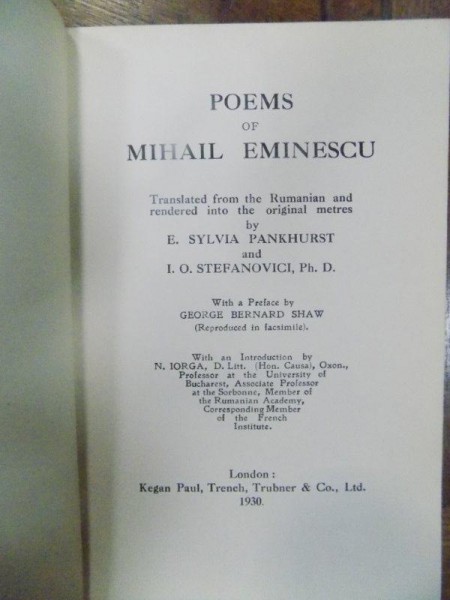 POEMS
OF
MIHAIL EMINESCU
Translated from the Rumanian and
rendered into the original metres
by
E. SYLVIA PANKHURST
and
I. O. STEFANOVICI, Ph. D.
With a Preface by
GEORGE BERNARD SHAW
(Reproduced in facsimile).
With an Introduction by
N. IORGA, D. Litt. (Hon. Causa), Oxon.,
Professor at the University of
Bucharest, Associate Professor
at the Sorbonne, Member of
the Rumanian Academy,
Corresponding Member
of the French
Institute.
London :
Kegan Paul, Trench, Trubner & Co., Ltd.
1930.